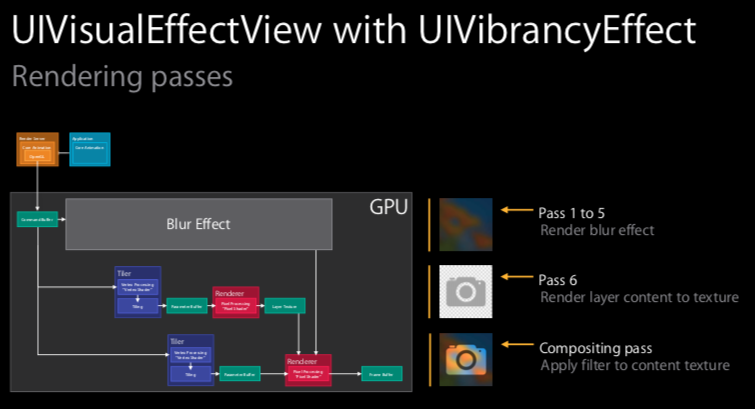 UIVisualEffectView with UIVibrancyEffect
Rendering passes
Render Server
Core Animation
OpenGL
Application
Core Animation
GPU
Command Buffer
Blur Effect
Tiler
Vertex Processing
"Vertex Shader"
Tiling
Parameter Buffer
Renderer
Pixel Processing
"Pixel Shader"
Layer Texture
Tiler
Vertex Processing
"Vertex Shader"
Tiling
Parameter Buffer
Renderer
Pixel Processing
"Pixel Shader"
Frame Buffer
Pass 1 to 5
Render blur effect
Pass 6
Render layer content to texture
Compositing pass
Apply filter to content texture